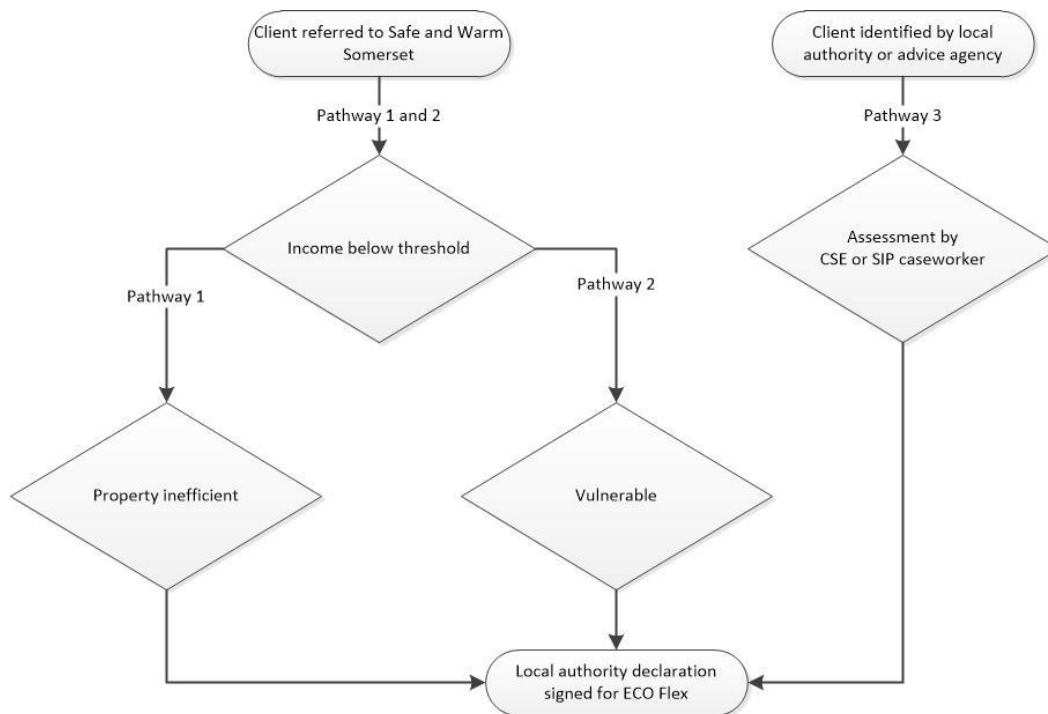 Client referred to Safe and Warm
Somerset
Client identified by local
authority or advice agency
Pathway 1 and 2
Pathway 3
Income below threshold
Assessment by
CSE or SIP caseworker
Pathway 1
Pathway 2
Property inefficient
Vulnerable
Local authority declaration
signed for ECO Flex